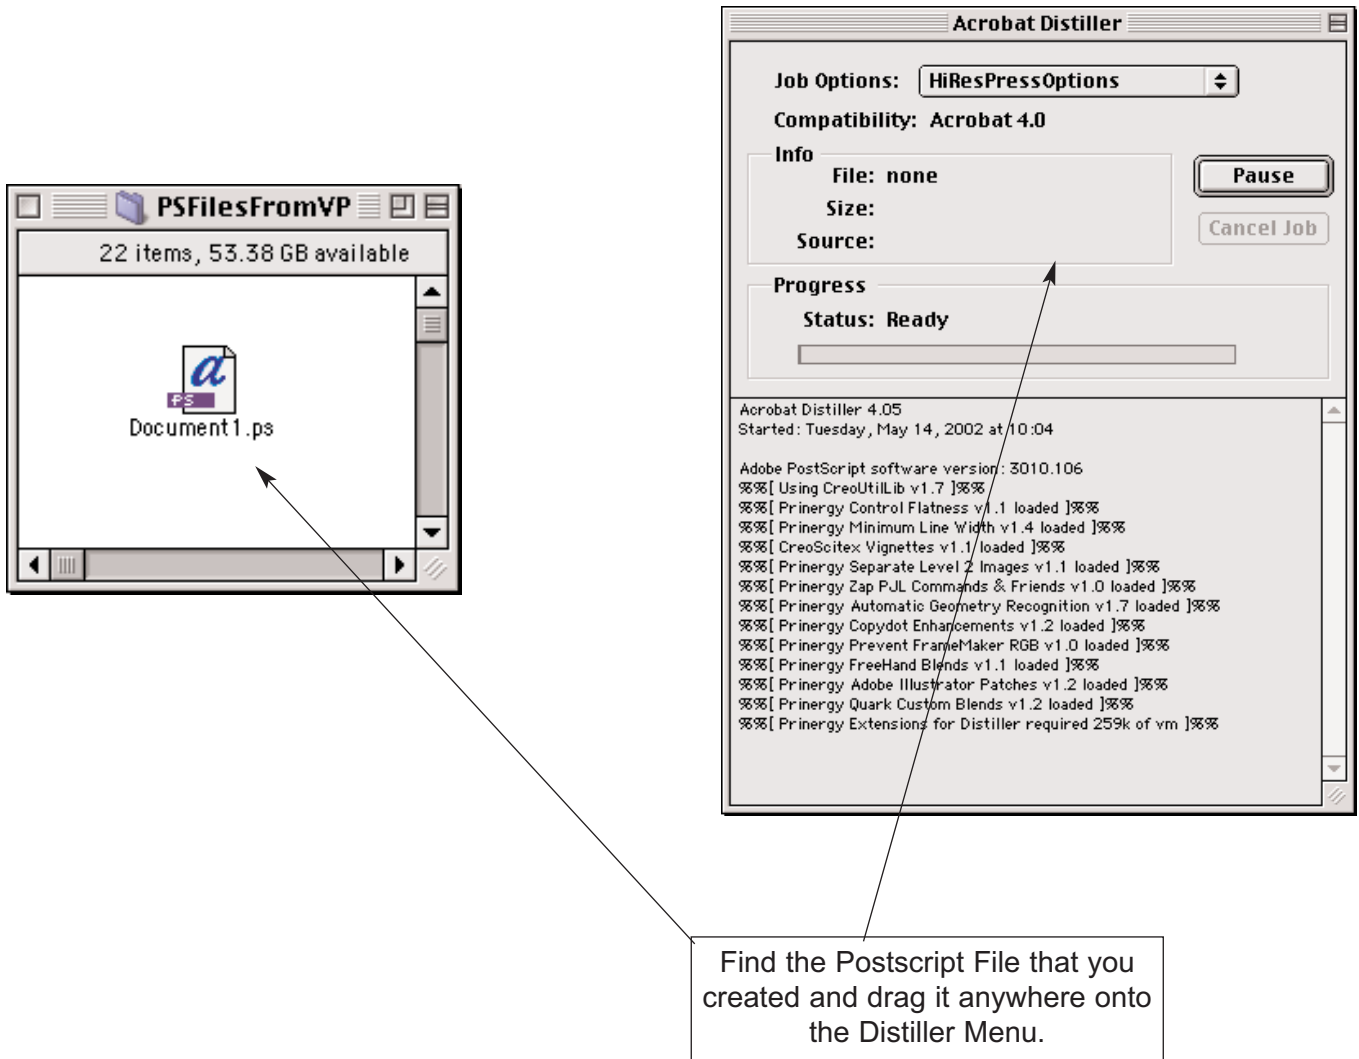 PSFilesFromVP
22 items, 53.38 GB available
PS
Document1.ps
Acrobat Distiller
Job Options: HiResPressOptions
Compatibility: Acrobat 4.0
Info
File: none
Size:
Source:
Pause
Cancel Job
Progress
Status: Ready
Acrobat Distiller 4.05
Started: Tuesday, May 14, 2002 at 10:04
Adobe PostScript software version: 3010.106
%%[ Using CreoUtilLib v1.7 ]%%
%%[ Prinergy Control Flatness v1.1 loaded ]%%
%%[ Prinergy Minimum Line Width v1.4 loaded ]%%
%%[ CreoScitex Vignettes v1.1 loaded ]%%
%%[ Prinergy Separate Level 2 Images v1.1 loaded ]%%
%%[ Prinergy Zap PJL Commands & Friends v1.0 loaded ]%%
%%[ Prinergy Automatic Geometry Recognition v1.7 loaded ]%%
%%[ Prinergy Copydot Enhancements v1.2 loaded ]%%
%%[ Prinergy Prevent FrameMaker RGB v1.0 loaded ]%%
%%[ Prinergy FreeHand Blends v1.1 loaded ]%%
%%[ Prinergy Adobe Illustrator Patches v1.2 loaded ]%%
%%[ Prinergy Quark Custom Blends v1.2 loaded ]%%
%%[ Prinergy Extensions for Distiller required 259k of vm ]%%
Find the Postscript File that you
created and drag it anywhere onto
the Distiller Menu.